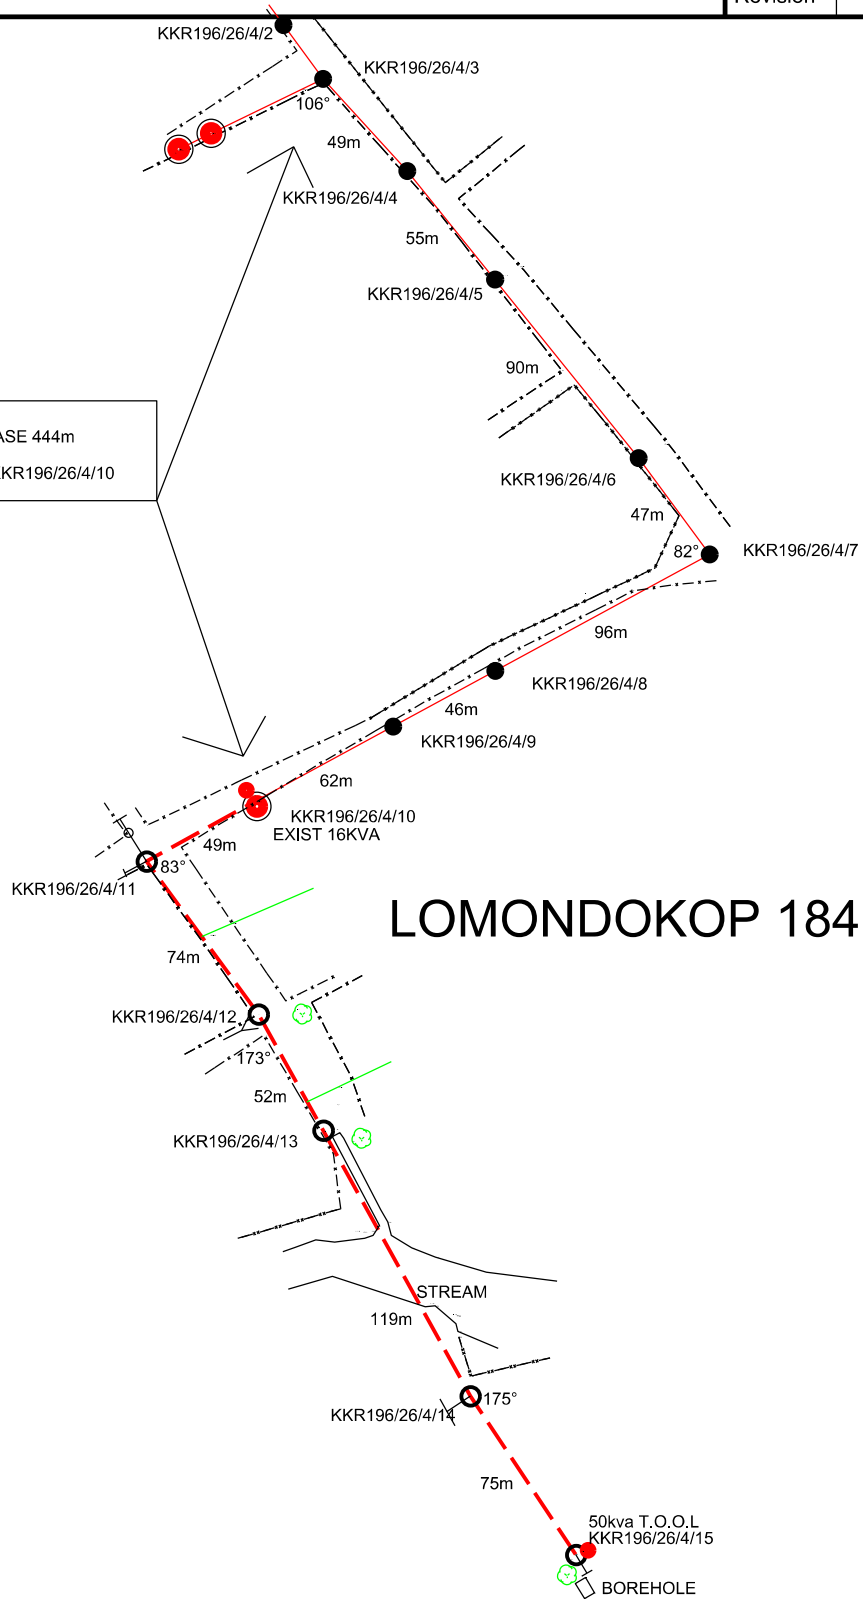 Revision
KKR196/26/4/2
KKR196/26/4/3
106°
49m
KKR196/26/4/4
55m
KKR196/26/4/5
90m
ASE 444m
KKR196/26/4/10
KKR196/26/4/6
47m
82°
KKR196/26/4/7
96m
KKR196/26/4/8
46m
KKR196/26/4/9
62m
KKR196/26/4/10
EXIST 16KVA
49m
83°
KKR196/26/4/11
LOMONDOKOP 184
74m
KKR196/26/4/12
173°
52m
KKR196/26/4/13
STREAM
119m
175°
KKR196/26/4/14
75m
50kva T.O.O.L
KKR196/26/4/15
BOREHOLE